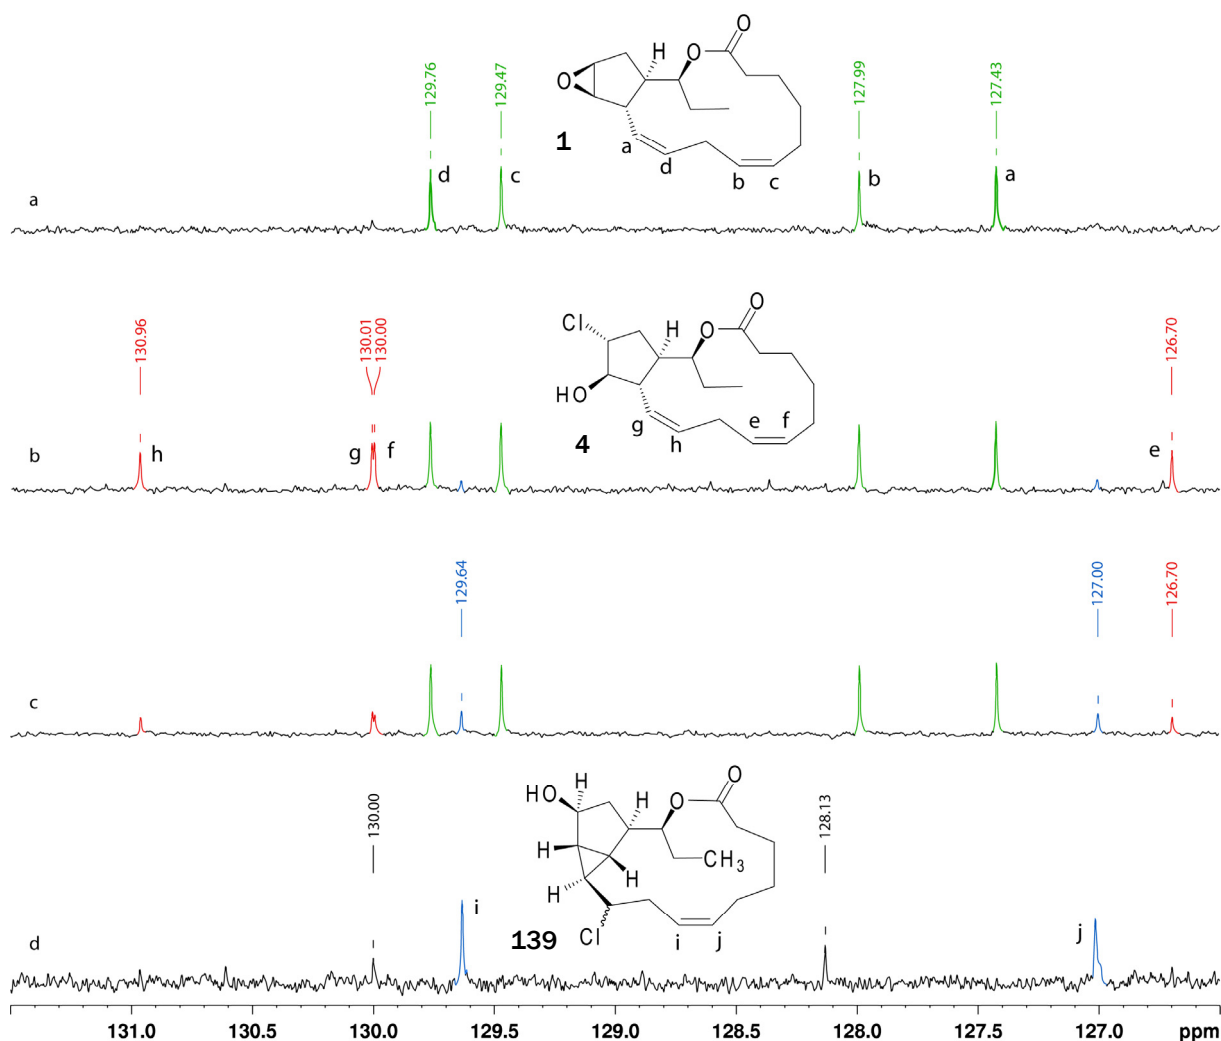 129.76
129.47
127.99
127.43
O
H
O
O
1
a
d
b
c
d
c
b
a
a
130.96
130.01
130.00
126.70
Cl
H
O
O
HO
4
g
h
e
f
h
g
f
e
b
129.64
127.00
126.70
c
130.00
128.13
HO
H
H
O
O
H
H
H
CH3
Cl
139
i
j
i
j
d
131.0 130.5 130.0 129.5 129.0 128.5 128.0 127.5 127.0 ppm